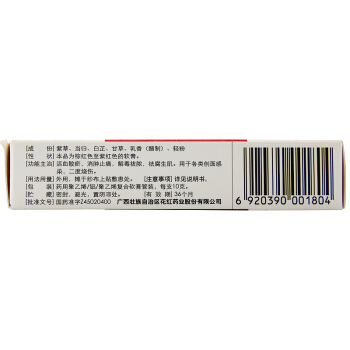 [成    份] 紫草、当归、白芷、甘草、乳香(醋制)、轻粉
[性    状] 本品为棕红色至紫红色的软膏。
[功能主治] 活血散瘀,消肿止痛,解毒拔脓,祛腐生肌。用于各类创面
感染、二度烧伤。
[用法用量] 外用,摊于纱布上贴敷患处。 [注意事项] 详见说明书。
[包    装] 药用聚乙烯/铝/聚乙烯复合软膏管装,每支10克。
[贮    藏] 密封,避光,置阴凉处。 [有 效 期] 36个月
[批准文号] 国药准字Z45020400 广西壮族自治区花红药业股份有限公司
6 920390 001804